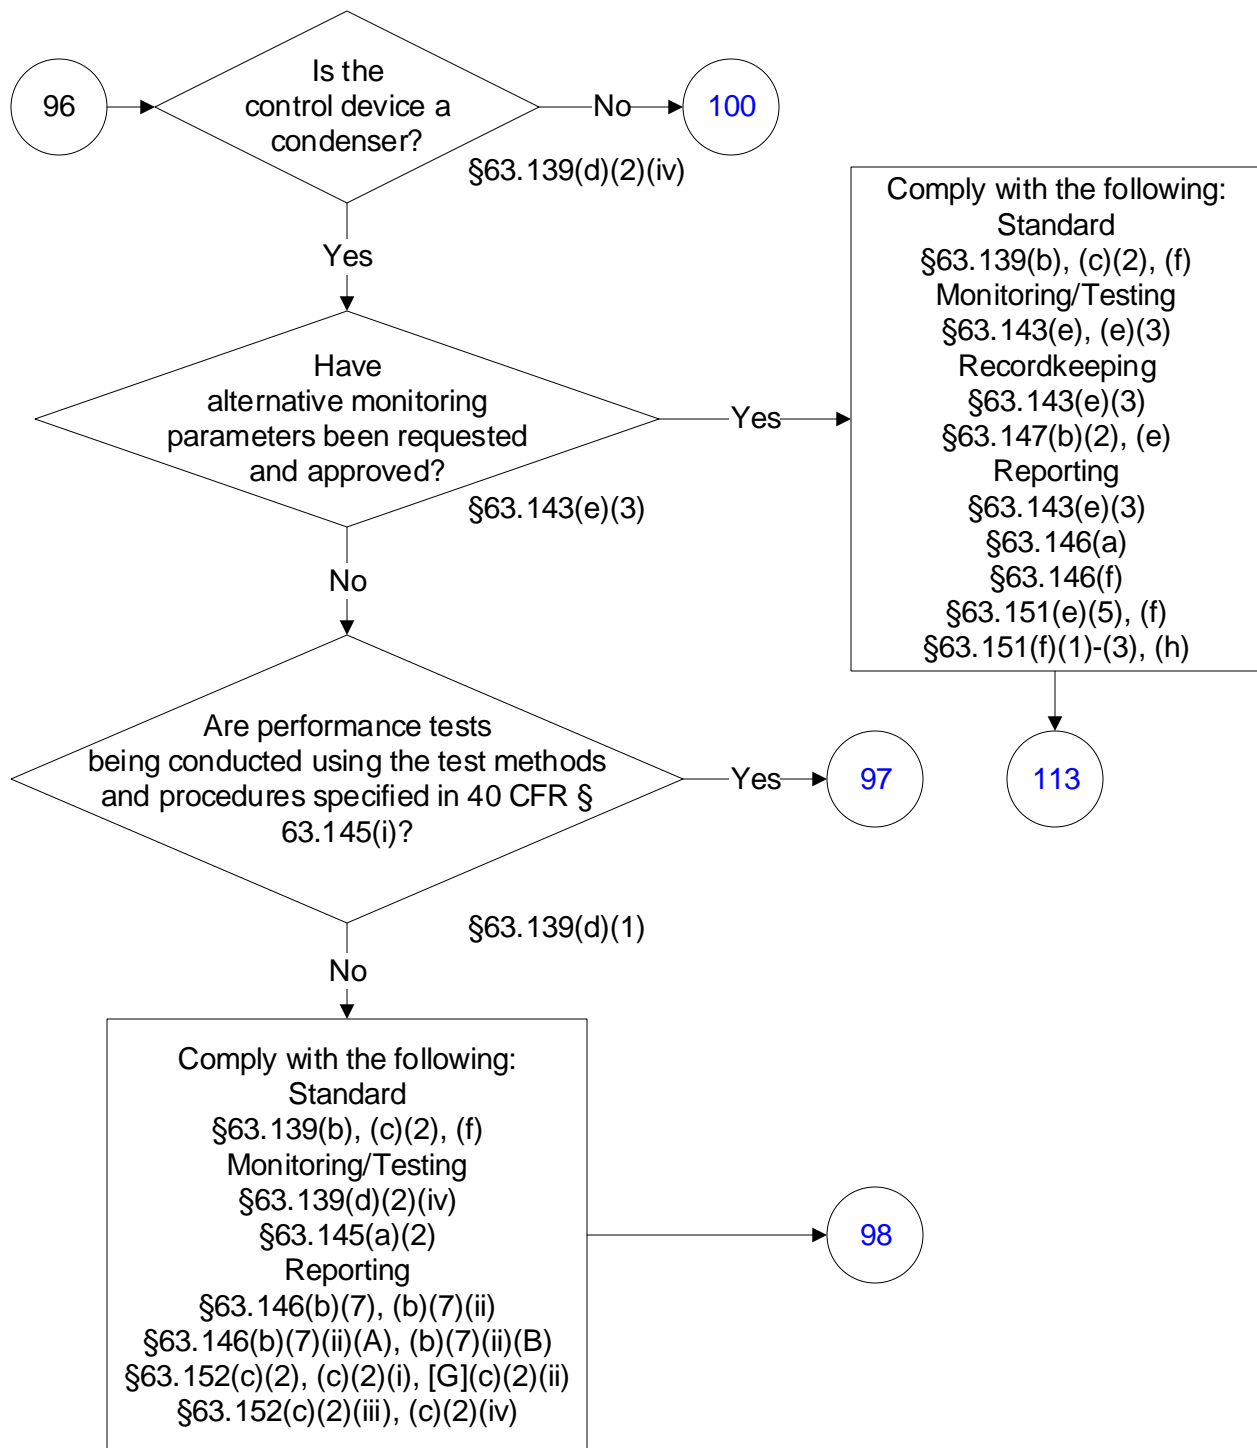 96
Is the
control device a
condenser?
No
100
§63.139(d)(2)(iv)
Yes
Have
alternative monitoring
parameters been requested
and approved?
Yes
§63.143(e)(3)
Comply with the following:
Standard
§63.139(b), (c)(2), (f)
Monitoring/Testing
§63.143(e), (e)(3)
Recordkeeping
§63.143(e)(3)
§63.147(b)(2), (e)
Reporting
§63.143(e)(3)
§63.146(a)
§63.146(f)
§63.151(e)(5), (f)
§63.151(f)(1)-(3), (h)
113
No
Are performance tests
being conducted using the test methods
and procedures specified in 40 CFR §
63.145(i)?
Yes
97
§63.139(d)(1)
No
Comply with the following:
Standard
§63.139(b), (c)(2), (f)
Monitoring/Testing
§63.139(d)(2)(iv)
§63.145(a)(2)
Reporting
§63.146(b)(7), (b)(7)(ii)
§63.146(b)(7)(ii)(A), (b)(7)(ii)(B)
§63.152(c)(2), (c)(2)(i), [G](c)(2)(ii)
§63.152(c)(2)(iii), (c)(2)(iv)
98